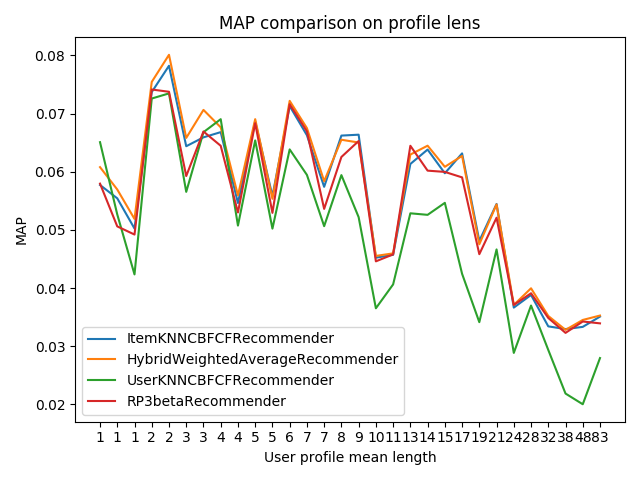 MAP comparison on profile lens
0.08
0.07
0.06
0.05
0.04
0.03
0.02
MAP
ItemKNNCBFCFRecommender
HybridWeightedAverageRecommender
UserKNNCBFCFRecommender
RP3betaRecommender
1 1 1 2 2 3 3 4 4 5 5 6 7 7 8 9 10 11 13 14 15 17 19 21 24 28 32 38 48 83
User profile mean length